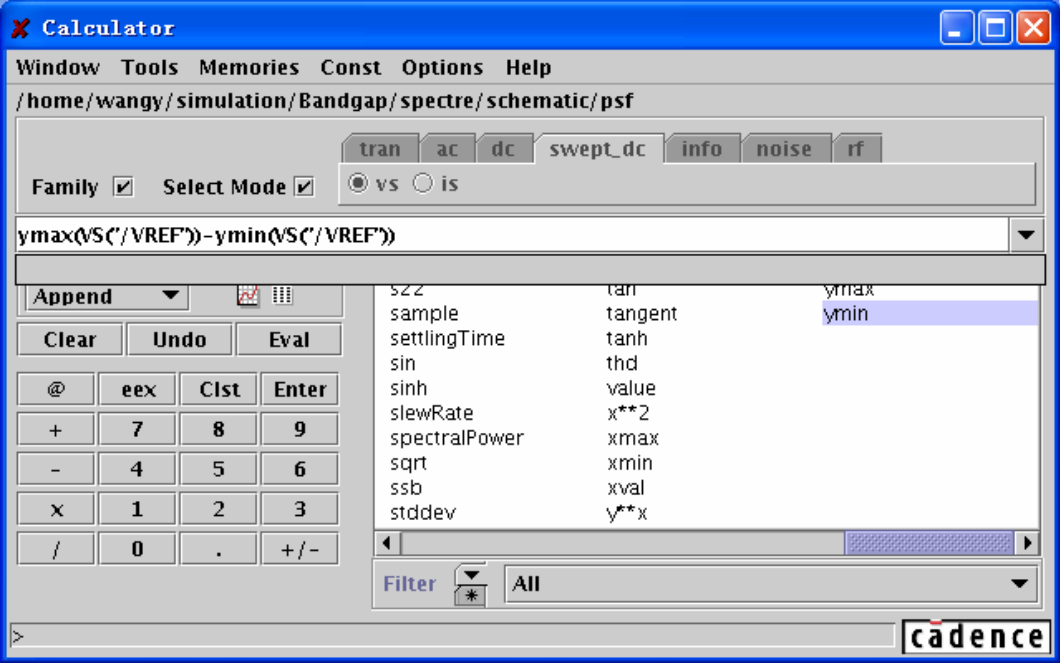 Calculator
Window Tools Memories Const Options Help
/home/wangy/simulation/Bandgap/spectre/schematic/psf
tran ac dc swept_dc info noise rf
Family Select Mode vs is
ymax(VS("/VREF"))-ymin(VS("/VREF"))
Append
s22 tan ymax
sample tangent ymin
Clear Undo Eval
settlingTime tanh
sin thd
@ eex Clst Enter
sinh value
slewRate x**2
+ 7 8 9
spectralPower xmax
- 4 5 6
sqrt xmin
ssb xval
x 1 2 3
stddev y**x
/ 0 . +/-
Filter All
>
cadence